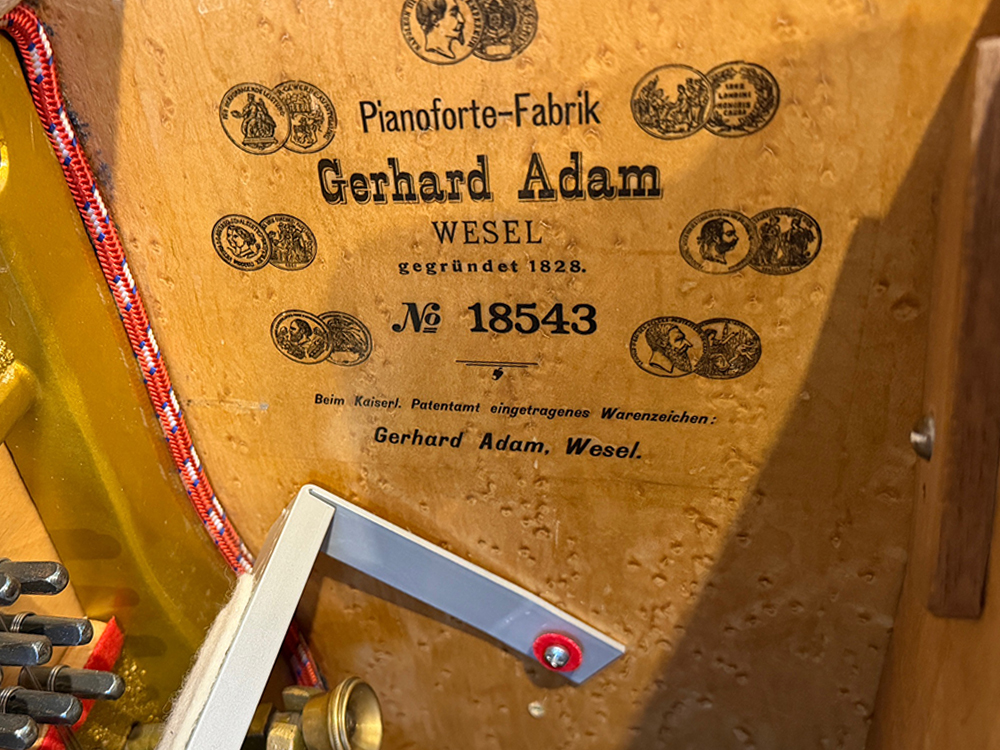 Pianoforte-Fabrik
Gerhard Adam
WESEL
gegründet 1828.
No 18543
Beim Kaiserl. Patentamt eingetragenes Warenzeichen:
Gerhard Adam, Wesel.